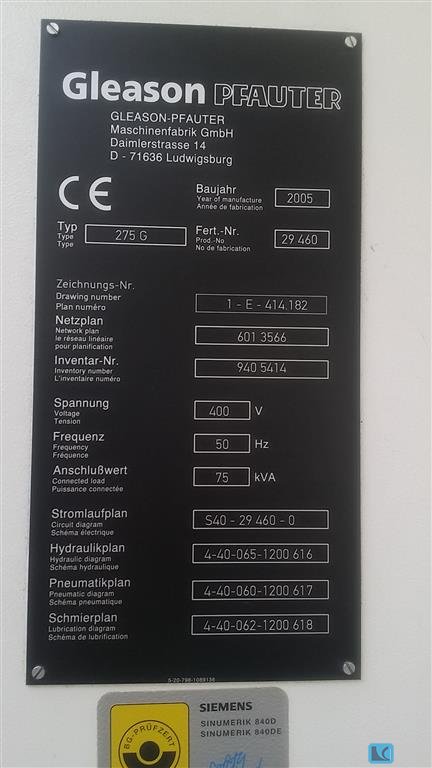 Gleason PFAUTER
GLEASON-PFAUTER
Maschinenfabrik GmbH
Daimlerstrasse 14
D - 71636 Ludwigsburg
CE
Baujahr
Year of manufacture
Année de fabrication
2005
Typ
Type
Type
275 G
Fert.-Nr.
Prod.-No
No de fabrication
29 460
Zeichnungs-Nr.
Drawing number
Plan numéro
1 - E - 414.182
Netzplan
Network plan
le réseau linéaire
pour planification
601 3566
Inventar-Nr.
Inventory number
L'inventaire numéro
940 5414
Spannung
Voltage
Tension
400 V
Frequenz
Frequency
Fréquence
50 Hz
Anschlußwert
Connected load
Puissance connectée
75 kVA
Stromlaufplan
Circuit diagram
Schéma électrique
S40 - 29 460 - 0
Hydraulikplan
Hydraulic diagram
Schéma hydraulique
4-40-065-1200 616
Pneumatikplan
Pneumatic diagram
Schéma pneumatique
4-40-060-1200 617
Schmierplan
Lubrication diagram
Schéma de lubrification
4-40-062-1200 618
5-20-798-1089136
BG-PRÜFZERT
SIEMENS
SINUMERIK 840D
SINUMERIK 840DE